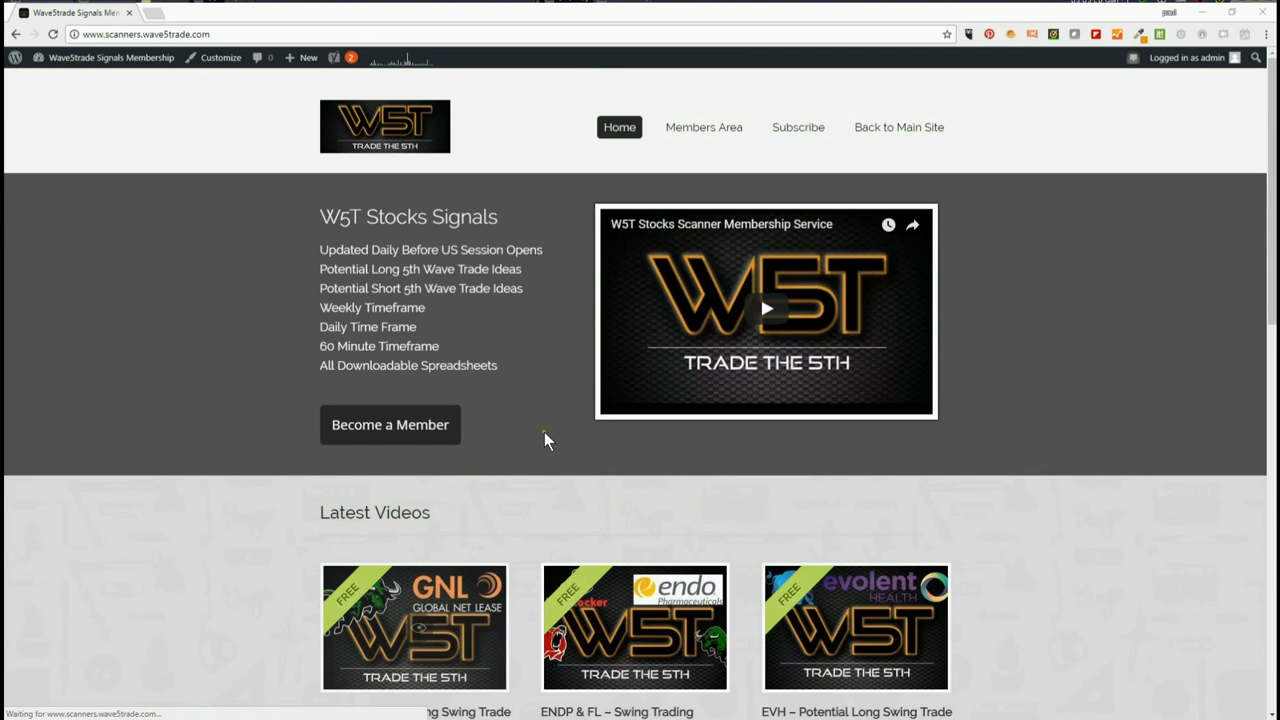 Wave5trade Signals Mem
paul
www.scanners.wave5trade.com
Wave5trade Signals Membership
Customize
0
New
2
Logged in as admin
W5T
TRADE THE 5TH
Home
Members Area
Subscribe
Back to Main Site
W5T Stocks Signals
Updated Daily Before US Session Opens
Potential Long 5th Wave Trade Ideas
Potential Short 5th Wave Trade Ideas
Weekly Timeframe
Daily Time Frame
60 Minute Timeframe
All Downloadable Spreadsheets
Become a Member
W5T Stocks Scanner Membership Service
W5T
TRADE THE 5TH
Latest Videos
FREE
GNL
GLOBAL NET LEASE
W5T
TRADE THE 5TH
FREE
endo
Pharmaceuticals
ocker
W5T
TRADE THE 5TH
FREE
evolent
HEALTH
W5T
TRADE THE 5TH
ng Swing Trade
ENDP & FL – Swing Trading
EVH – Potential Long Swing Trade
Waiting for www.scanners.wave5trade.com...